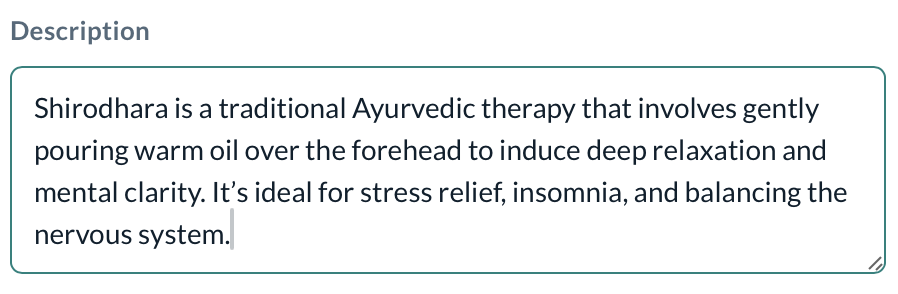 Description
Shirodhara is a traditional Ayurvedic therapy that involves gently
pouring warm oil over the forehead to induce deep relaxation and
mental clarity. It’s ideal for stress relief, insomnia, and balancing the
nervous system.